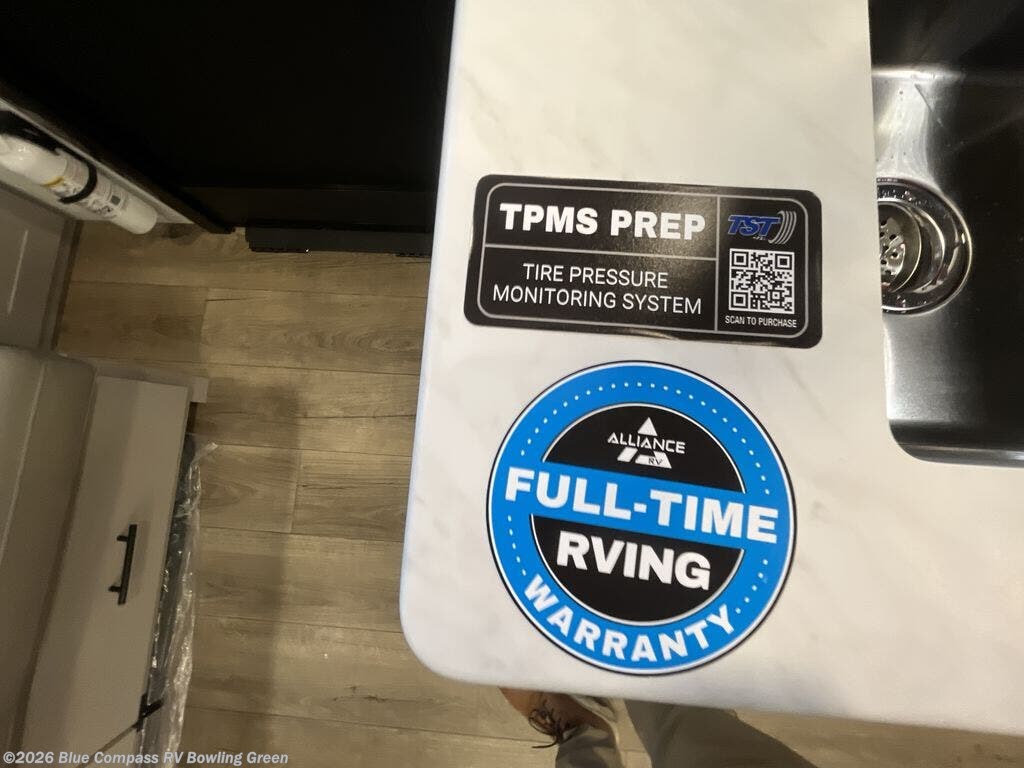 TPMS PREP
TIRE PRESSURE
MONITORING SYSTEM
TST
SCAN TO PURCHASE
ALLIANCE
RV
FULL-TIME
RVING
WARRANTY
©2026 Blue Compass RV Bowling Green